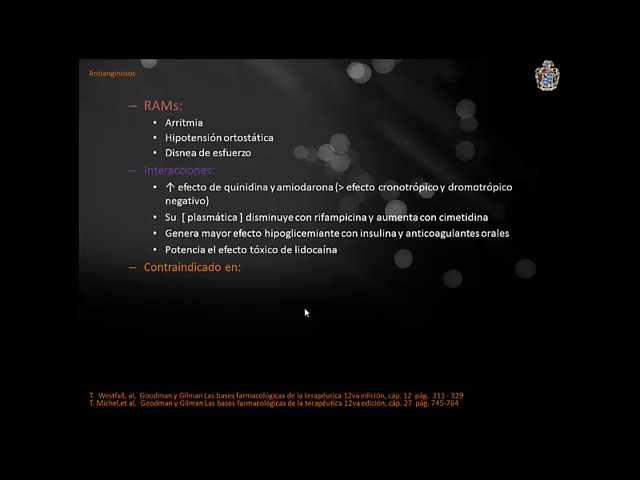 Antianginosos
– RAMs:
• Arritmia
• Hipotensión ortostática
• Disnea de esfuerzo
– Interacciones:
• ↑ efecto de quinidina y amiodarona (> efecto cronotrópico y dromotrópico
negativo)
• Su [ plasmática ] disminuye con rifampicina y aumenta con cimetidina
• Genera mayor efecto hipoglicemiante con insulina y anticoagulantes orales
• Potencia el efecto tóxico de lidocaína
– Contraindicado en:
T. Westfall, al, Goodman y Gilman Las bases farmacológicas de la terapéutica 12va edición, cáp. 12 pág. 311 - 329
T. Michel,et al, Goodman y Gilman Las bases farmacológicas de la terapéutica 12va edición, cáp. 27 pág. 745-764